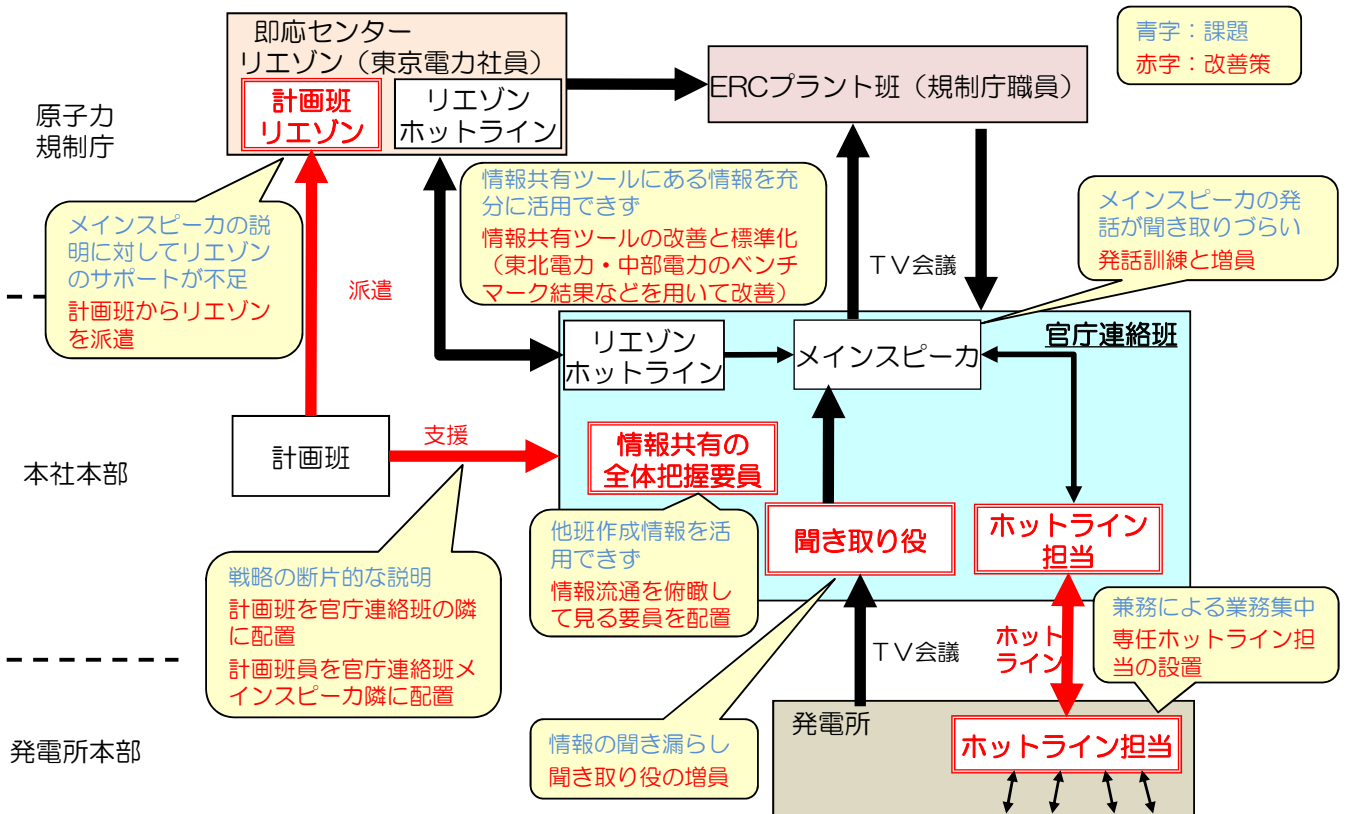 青字：課題
赤字：改善策
原子力
規制庁
即応センター
リエゾン（東京電力社員）
計画班
リエゾン
リエゾン
ホットライン
ERCプラント班（規制庁職員）
メインスピーカの説
明に対してリエゾン
のサポートが不足
計画班からリエゾン
を派遣
派遣
情報共有ツールにある情報を充
分に活用できず
情報共有ツールの改善と標準化
（東北電力・中部電力のベンチ
マーク結果などを用いて改善）
ＴＶ会議
メインスピーカの発
話が聞き取りづらい
発話訓練と増員
本社本部
計画班
支援
官庁連絡班
リエゾン
ホットライン
メインスピーカ
情報共有の
全体把握要員
聞き取り役
ホットライン
担当
戦略の断片的な説明
計画班を官庁連絡班の隣
に配置
計画班員を官庁連絡班メ
インスピーカ隣に配置
他班作成情報を活
用できず
情報流通を俯瞰し
て見る要員を配置
ＴＶ会議
ホット
ライン
兼務による業務集中
専任ホットライン担
当の設置
発電所本部
情報の聞き漏らし
聞き取り役の増員
発電所
ホットライン担当